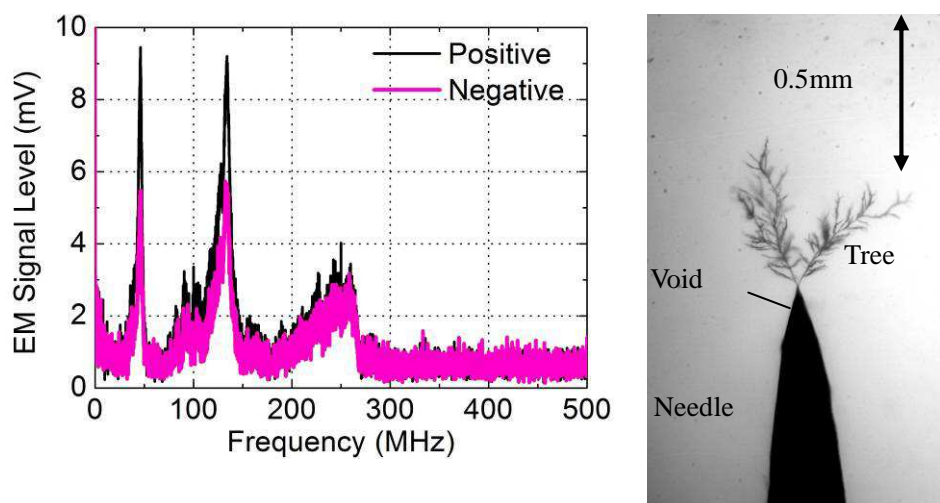 10
8
6
4
2
0
EM Signal Level (mV)
Positive
Negative
0
100
200
300
400
500
Frequency (MHz)
0.5mm
Tree
Void
Needle